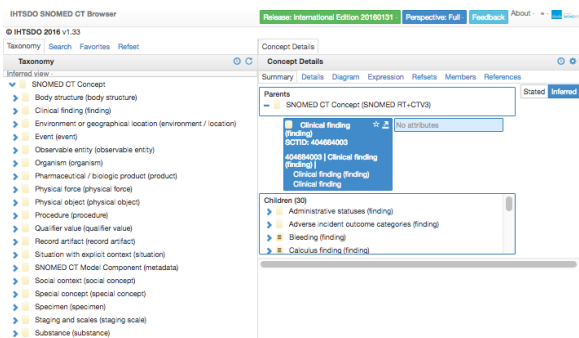 IHTSDO SNOMED CT Browser
Release: International Edition 20160131
Perspective: Full
Feedback
About
© IHTSDO 2016 v1.33
Taxonomy Search Favorites Refset
Taxonomy
Inferred view
SNOMED CT Concept
Body structure (body structure)
Clinical finding (finding)
Environment or geographical location (environment / location)
Event (event)
Observable entity (observable entity)
Organism (organism)
Pharmaceutical / biologic product (product)
Physical force (physical force)
Physical object (physical object)
Procedure (procedure)
Qualifier value (qualifier value)
Record artifact (record artifact)
Situation with explicit context (situation)
SNOMED CT Model Component (metadata)
Social context (social concept)
Special concept (special concept)
Specimen (specimen)
Staging and scales (staging scale)
Substance (substance)
Concept Details
Concept Details
Summary Details Diagram Expression Refsets Members References
Stated Inferred
Parents
SNOMED CT Concept (SNOMED RT+CTV3)
Clinical finding
(finding)
SCTID: 404684003
404684003 | Clinical finding
(finding) |
Clinical finding (finding)
Clinical finding
No attributes
Children (30)
Administrative statuses (finding)
Adverse incident outcome categories (finding)
Bleeding (finding)
Calculus finding (finding)